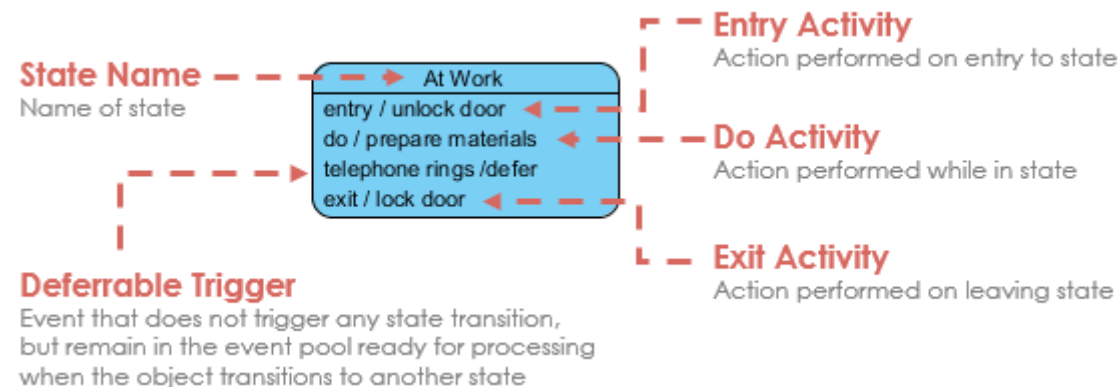 Entry Activity
Action performed on entry to state
State Name
Name of state
At Work
entry / unlock door
do / prepare materials
telephone rings /defer
exit / lock door
Do Activity
Action performed while in state
Exit Activity
Action performed on leaving state
Deferrable Trigger
Event that does not trigger any state transition,
but remain in the event pool ready for processing
when the object transitions to another state